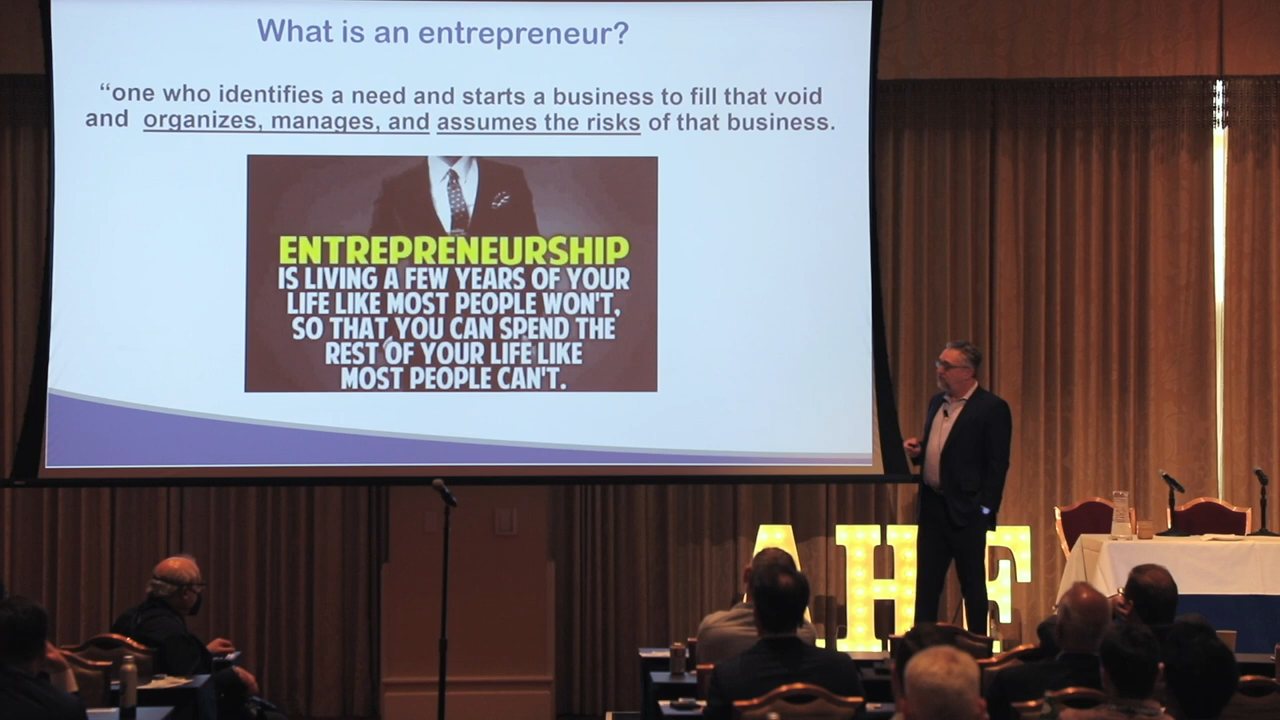 What is an entrepreneur?
“one who identifies a need and starts a business to fill that void
and organizes, manages, and assumes the risks of that business.
ENTREPRENEURSHIP
IS LIVING A FEW YEARS OF YOUR
LIFE LIKE MOST PEOPLE WON'T,
SO THAT YOU CAN SPEND THE
REST OF YOUR LIFE LIKE
MOST PEOPLE CAN'T.
AHF